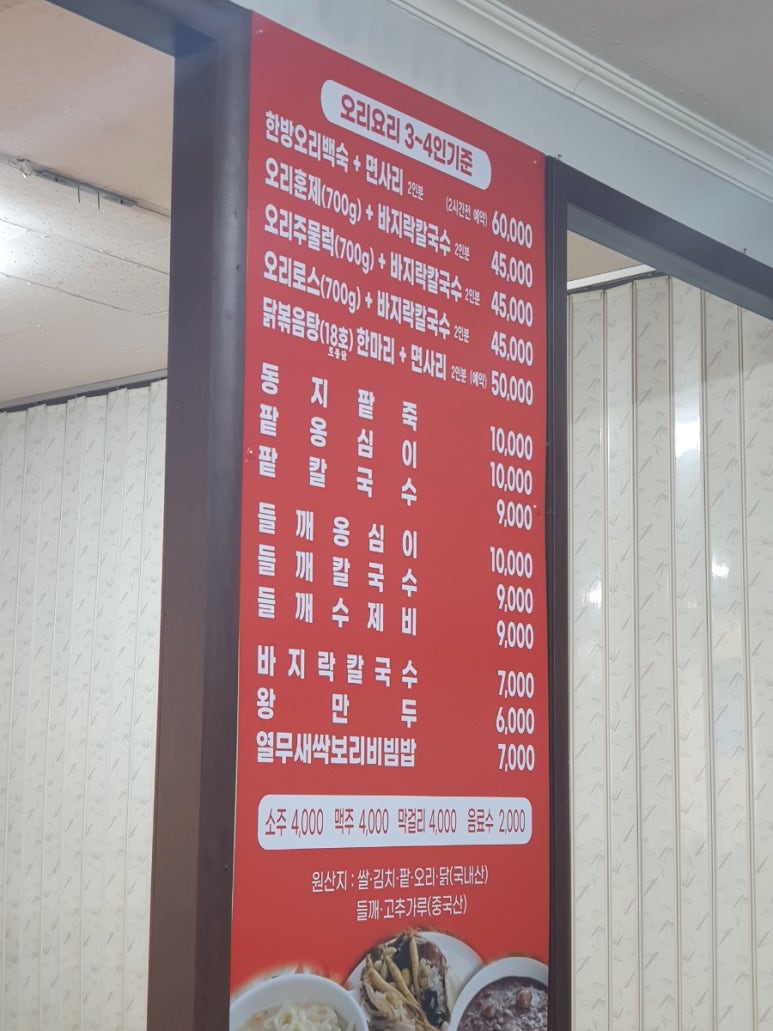 오리요리 3~4인기준
한방오리백숙 + 면사리 2인분 (2시간전 예약) 60,000
오리훈제(700g) + 바지락칼국수 2인분 45,000
오리주물럭(700g) + 바지락칼국수 2인분 45,000
오리로스(700g) + 바지락칼국수 2인분 45,000
닭볶음탕(18호) 한마리 + 면사리 2인분 (예약) 50,000
토종닭
동지팥죽 10,000
팥옹심이 10,000
팥칼국수 9,000
들깨옹심이 10,000
들깨칼국수 9,000
들깨수제비 9,000
바지락칼국수 7,000
왕만두 6,000
열무새싹보리비빔밥 7,000
소주 4,000 맥주 4,000 막걸리 4,000 음료수 2,000
원산지 : 쌀·김치·팥·오리·닭(국내산)
들깨·고추가루(중국산)